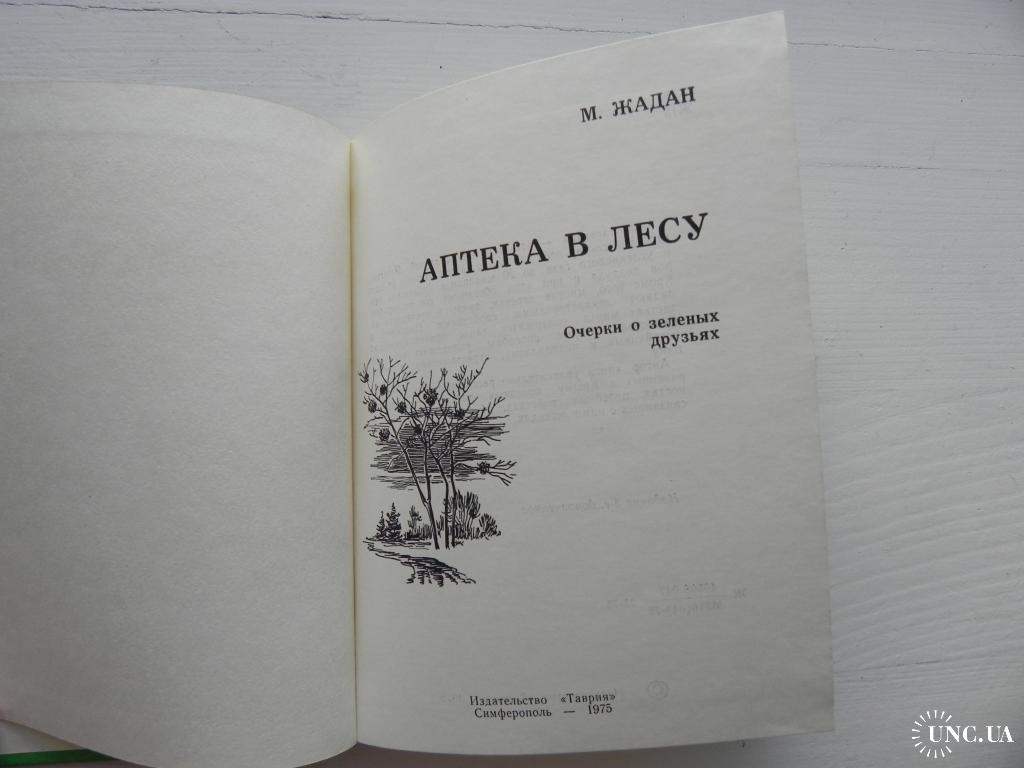 М. ЖАДАН
АПТЕКА В ЛЕСУ
Очерки о зеленых
друзьях
Издательство «Таврия»
Симферополь — 1975
UNC.UA